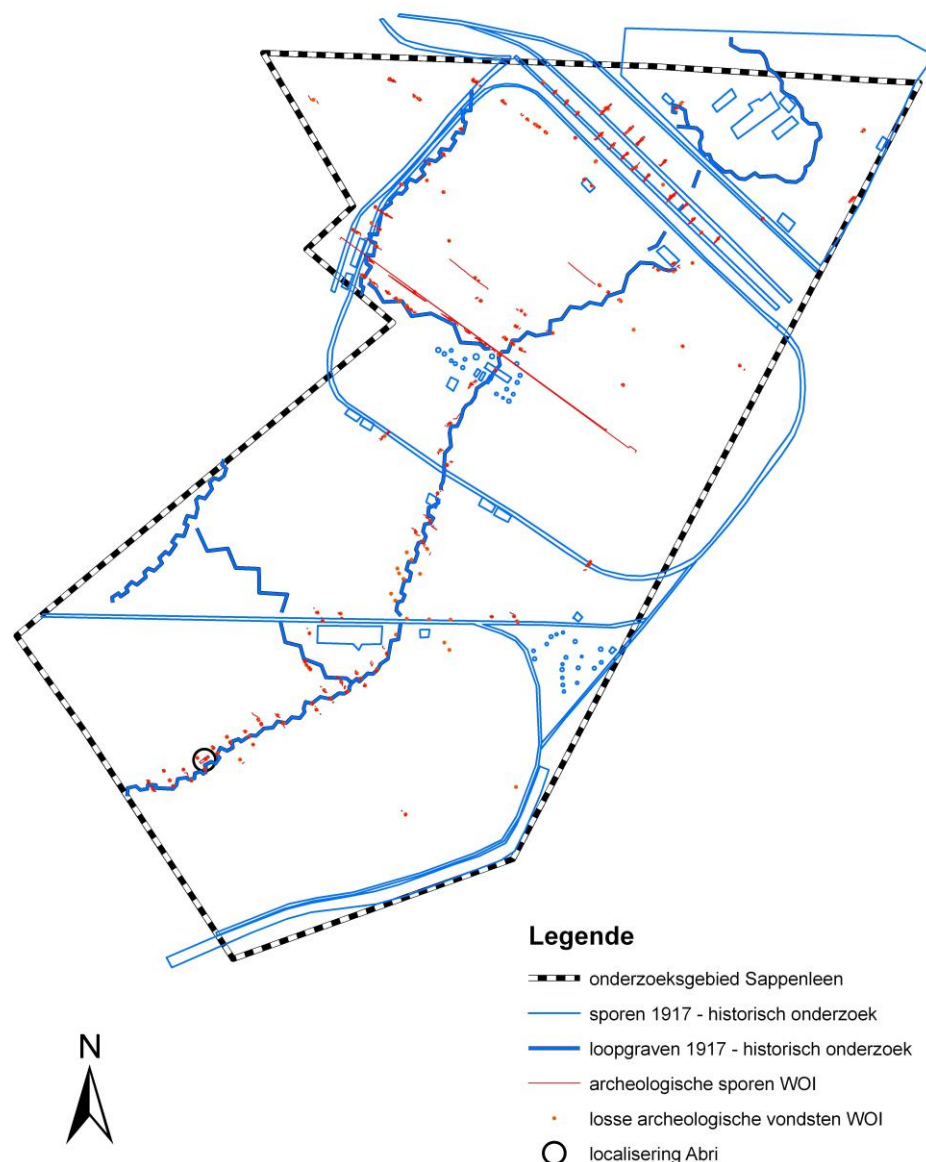 Legende
onderzoeksgebied Sappenleen
sporen 1917 - historisch onderzoek
loopgraven 1917 - historisch onderzoek
archeologische sporen WOI
losse archeologische vondsten WOI
localisering Abri
N